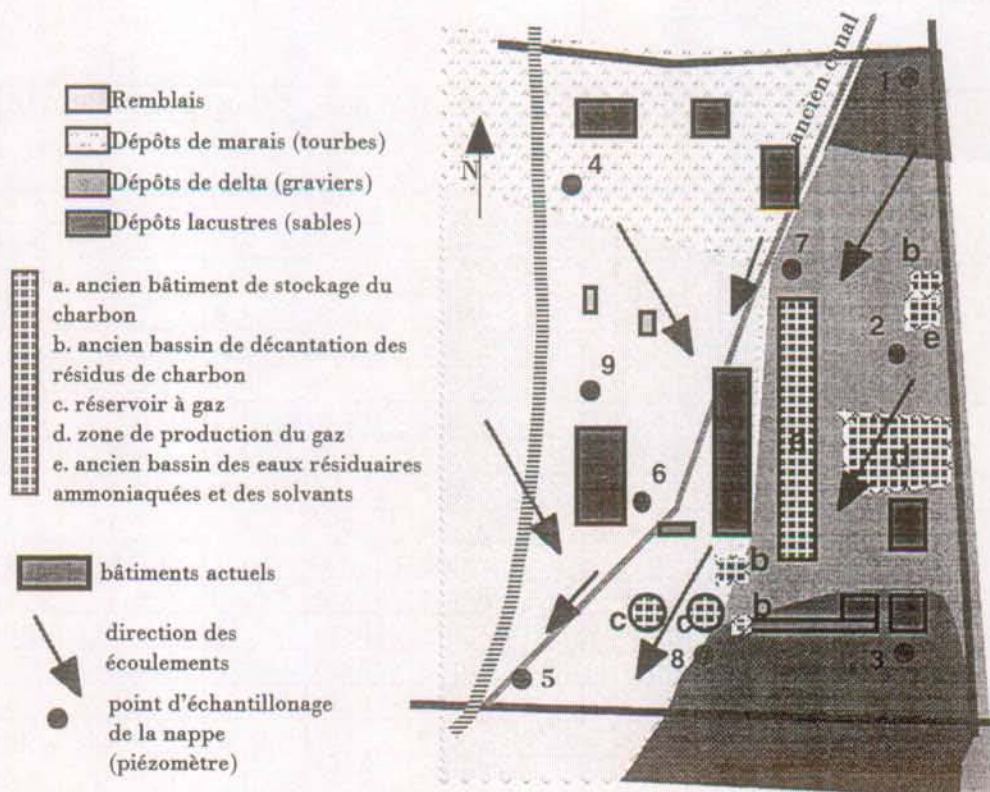 Remblais
Dépôts de marais (tourbes)
Dépôts de delta (graviers)
Dépôts lacustres (sables)
a. ancien bâtiment de stockage du
charbon
b. ancien bassin de décantation des
résidus de charbon
c. réservoir à gaz
d. zone de production du gaz
e. ancien bassin des eaux résiduaires
ammoniaquées et des solvants
bâtiments actuels
direction des
écoulements
point d'échantillonage
de la nappe
(piézomètre)
N
ancien canal
1
4
7
b
2
e
9
a
d
6
b
c
c
b
8
3
5